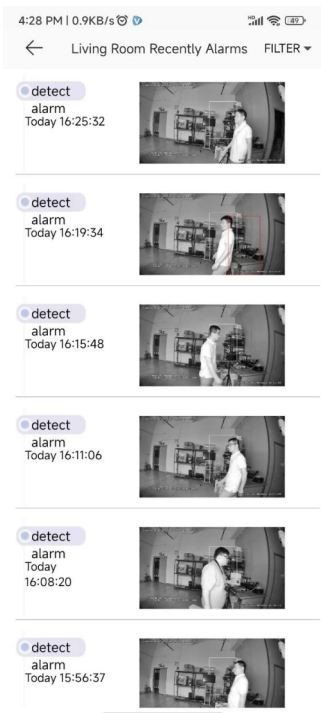 4:28 PM | 0.9KB/s
HD 49
Living Room Recently Alarms FILTER
detect
alarm
Today 16:25:32
detect
alarm
Today 16:19:34
detect
alarm
Today 16:15:48
detect
alarm
Today 16:11:06
detect
alarm
Today
16:08:20
detect
alarm
Today 15:56:37